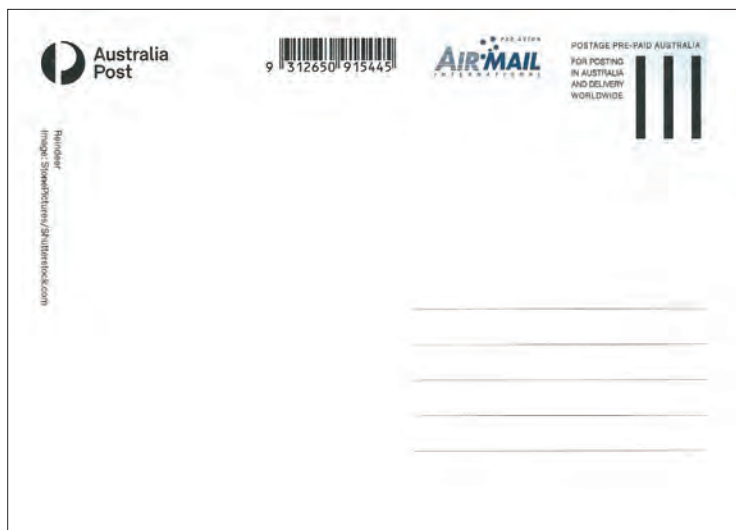 Australia
Post
9 312650 915445
PAR AVION
AIR MAIL
INTERNATIONAL
POSTAGE PRE-PAID AUSTRALIA
FOR POSTING
IN AUSTRALIA
AND DELIVERY
WORLDWIDE
Reindeer
Image: StonePictures/Shutterstock.com